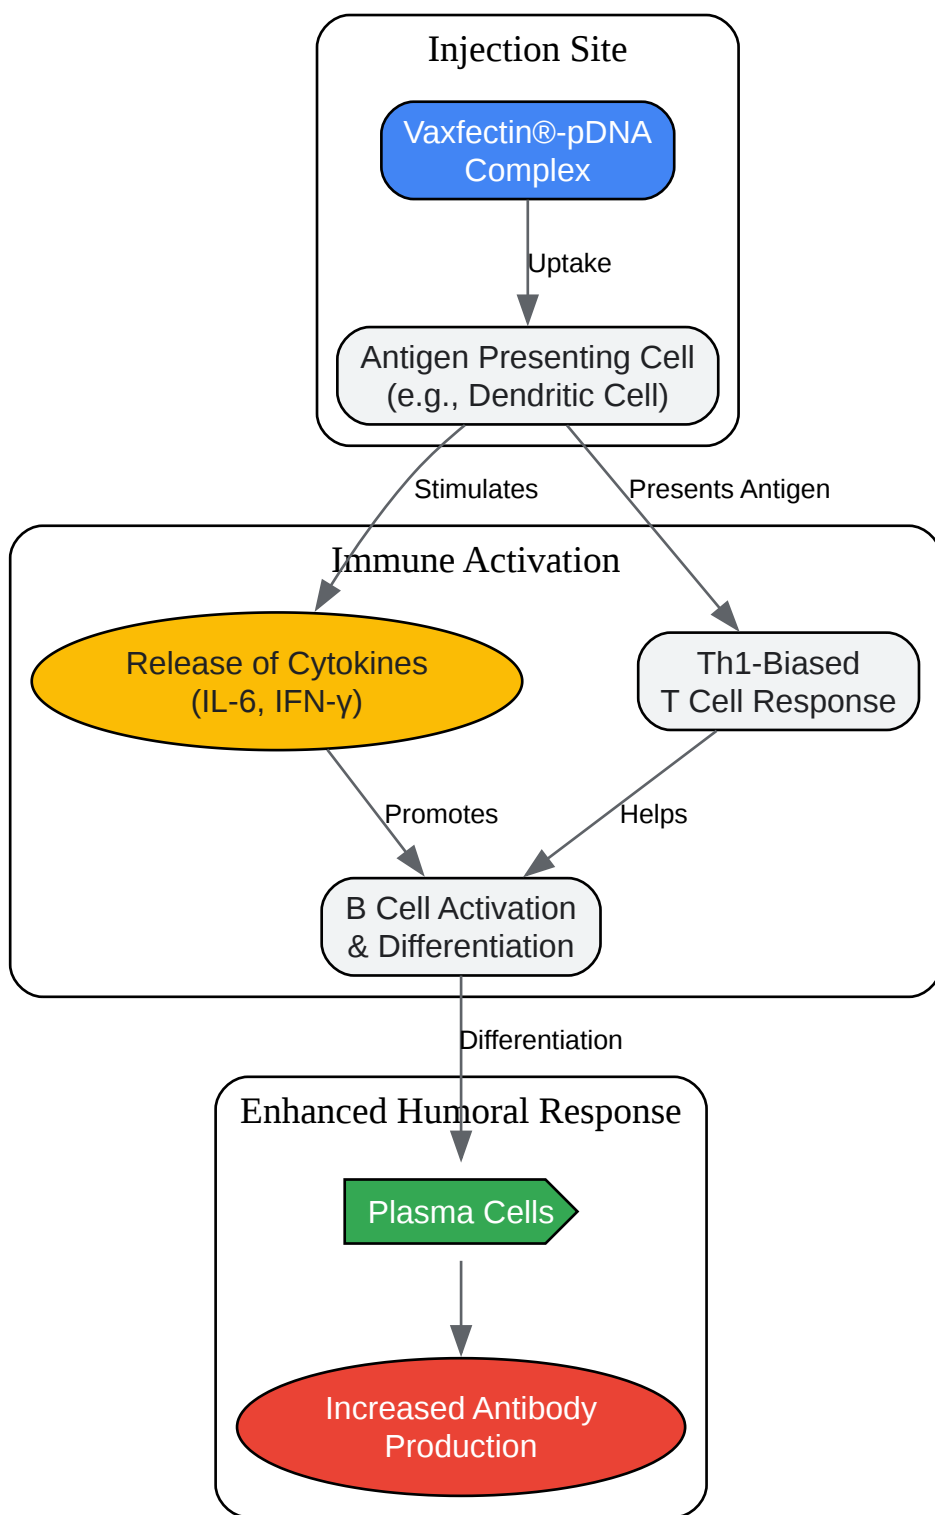 Injection Site
Vaxfectin®-pDNA
Complex
Uptake
Antigen Presenting Cell
(e.g., Dendritic Cell)
Stimulates
Presents Antigen
Immune Activation
Release of Cytokines
(IL-6, IFN-γ)
Th1-Biased
T Cell Response
Promotes
Helps
B Cell Activation
& Differentiation
Differentiation
Enhanced Humoral Response
Plasma Cells
Increased Antibody
Production